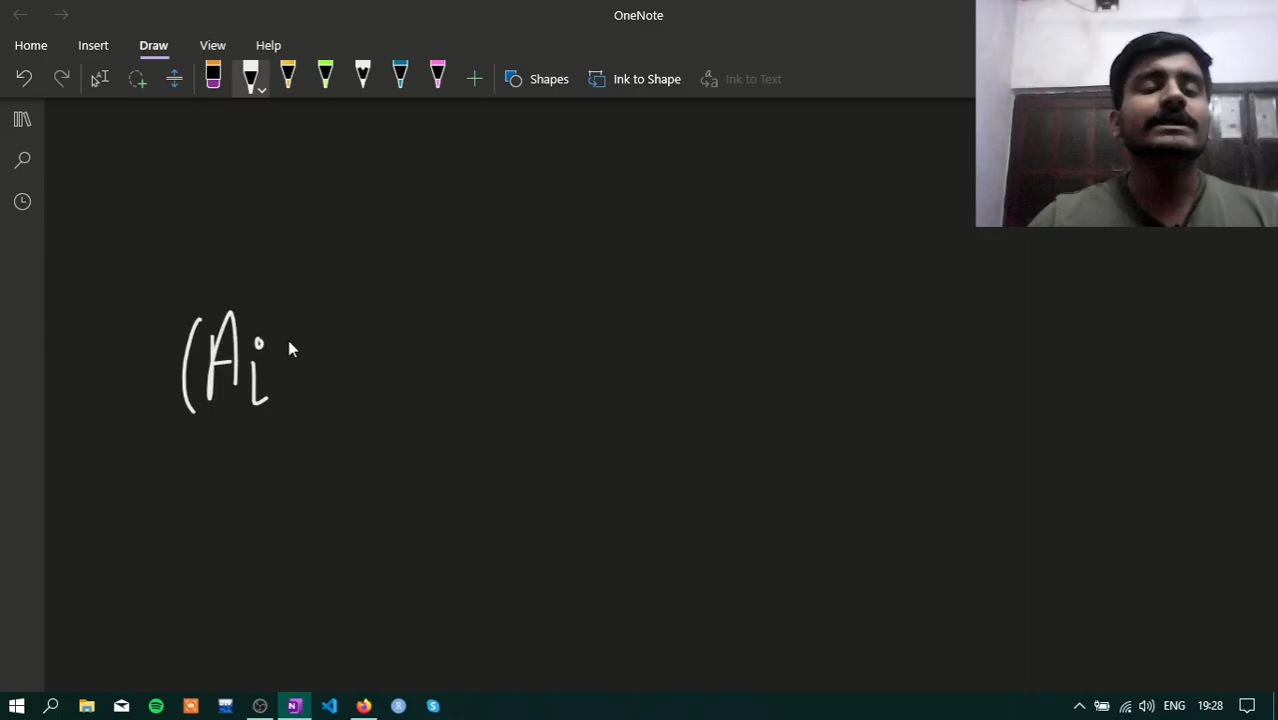 OneNote
Home Insert Draw View Help
Shapes Ink to Shape Ink to Text
(Ai
ENG 19:28